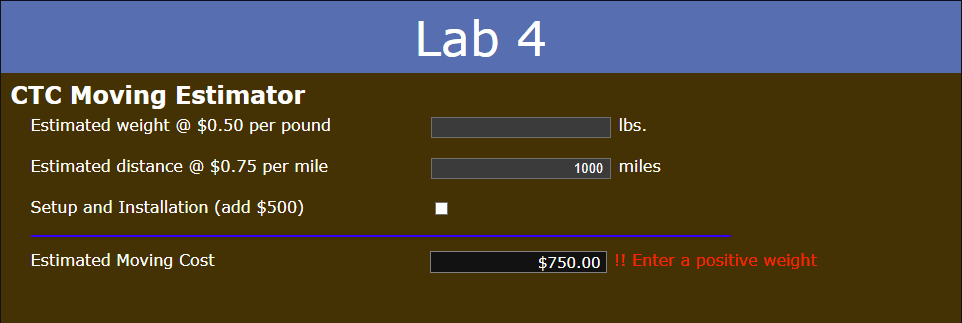 Lab 4
CTC Moving Estimator
Estimated weight @ $0.50 per pound lbs.
Estimated distance @ $0.75 per mile 1000 miles
Setup and Installation (add $500)
Estimated Moving Cost $750.00 !! Enter a positive weight